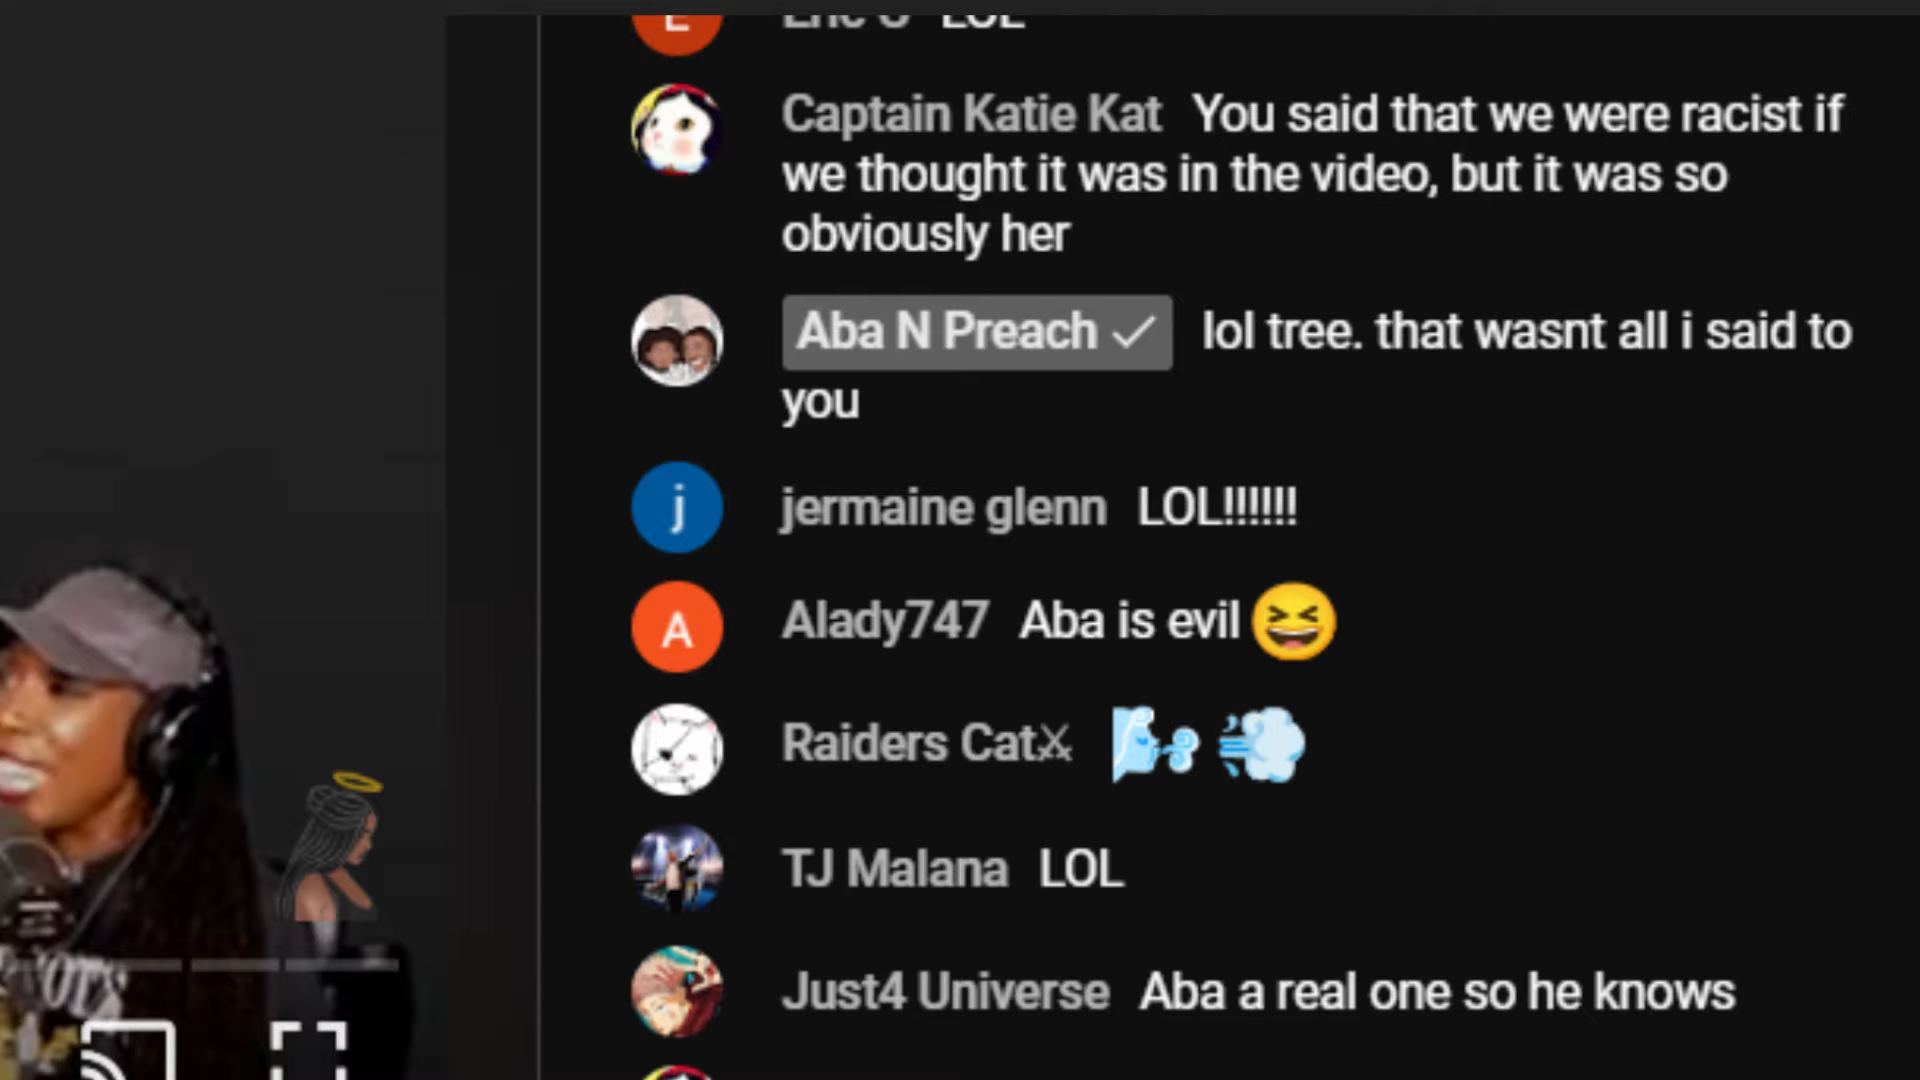 E
Eric O LOL
Captain Katie Kat You said that we were racist if
we thought it was in the video, but it was so
obviously her
Aba N Preach ✓ lol tree. that wasnt all i said to
you
j
jermaine glenn LOL!!!!!!
A
Alady747 Aba is evil 😆
Raiders Cat⚔ 🌬️ 💨
TJ Malana LOL
Just4 Universe Aba a real one so he knows